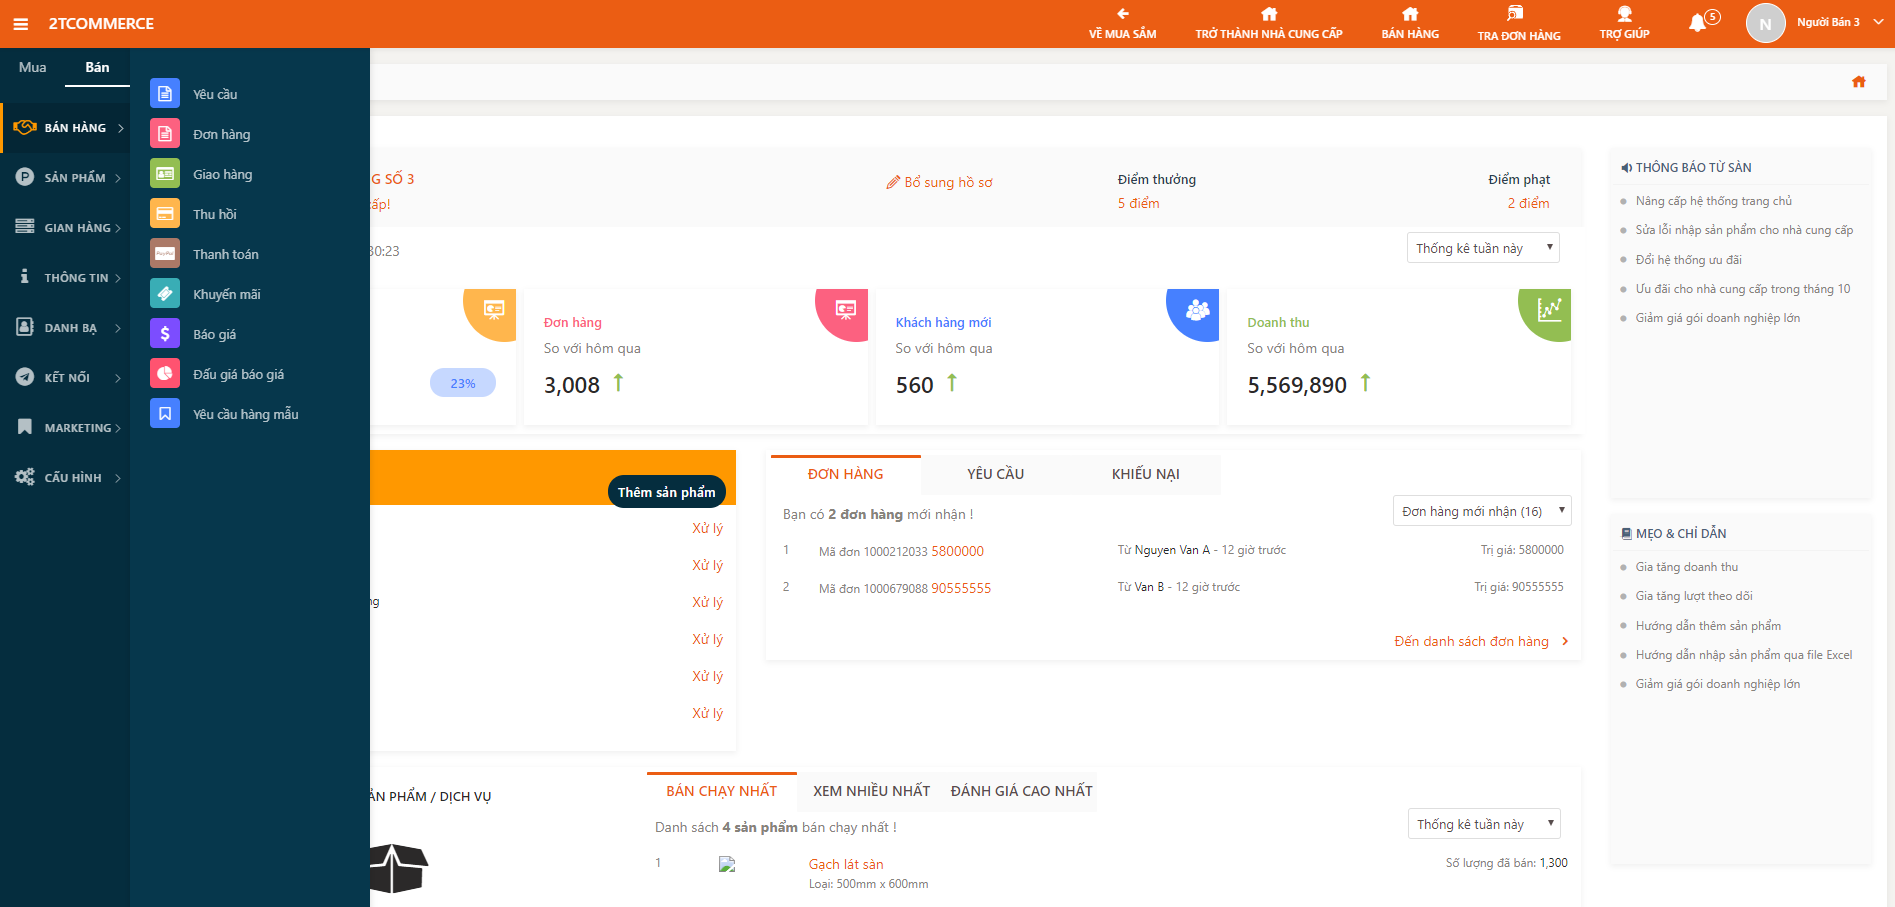 2TCOMMERCE
VỀ MUA SẮM
TRỞ THÀNH NHÀ CUNG CẤP
BÁN HÀNG
TRA ĐƠN HÀNG
TRỢ GIÚP
5
N
Người Bán 3
Mua
Bán
BÁN HÀNG
SẢN PHẨM
GIAN HÀNG
THÔNG TIN
DANH BẠ
KẾT NỐI
MARKETING
CẤU HÌNH
Yêu cầu
Đơn hàng
Giao hàng
Thu hồi
Thanh toán
Khuyến mãi
Báo giá
Đấu giá báo giá
Yêu cầu hàng mẫu
G SỐ 3
cấp!
Bổ sung hồ sơ
Điểm thưởng
5 điểm
Điểm phạt
2 điểm
30:23
Thống kê tuần này
23%
Đơn hàng
So với hôm qua
3,008
Khách hàng mới
So với hôm qua
560
Doanh thu
So với hôm qua
5,569,890
Thêm sản phẩm
Xử lý
Xử lý
ng
Xử lý
Xử lý
Xử lý
Xử lý
ĐƠN HÀNG
YÊU CẦU
KHIẾU NẠI
Bạn có 2 đơn hàng mới nhận !
Đơn hàng mới nhận (16)
1 Mã đơn 1000212033 5800000 Từ Nguyen Van A - 12 giờ trước Trị giá: 5800000
2 Mã đơn 1000679088 90555555 Từ Van B - 12 giờ trước Trị giá: 90555555
Đến danh sách đơn hàng
ẢN PHẨM / DỊCH VỤ
BÁN CHẠY NHẤT
XEM NHIỀU NHẤT
ĐÁNH GIÁ CAO NHẤT
Danh sách 4 sản phẩm bán chạy nhất !
Thống kê tuần này
1 Gạch lát sàn Số lượng đã bán: 1,300
Loại: 500mm x 600mm
THÔNG BÁO TỪ SÀN
Nâng cấp hệ thống trang chủ
Sửa lỗi nhập sản phẩm cho nhà cung cấp
Đổi hệ thống ưu đãi
Ưu đãi cho nhà cung cấp trong tháng 10
Giảm giá gói doanh nghiệp lớn
MẸO & CHỈ DẪN
Gia tăng doanh thu
Gia tăng lượt theo dõi
Hướng dẫn thêm sản phẩm
Hướng dẫn nhập sản phẩm qua file Excel
Giảm giá gói doanh nghiệp lớn